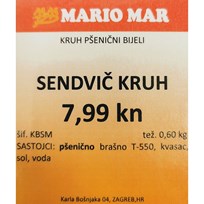 MARIO MAR
KRUH PŠENIČNI BIJELI
SENDVIČ KRUH
7,99 kn
šif. KBSM tež. 0,60 kg
SASTOJCI: pšenično brašno T-550, kvasac,
sol, voda
Karla Bošnjaka 04, ZAGREB,HR